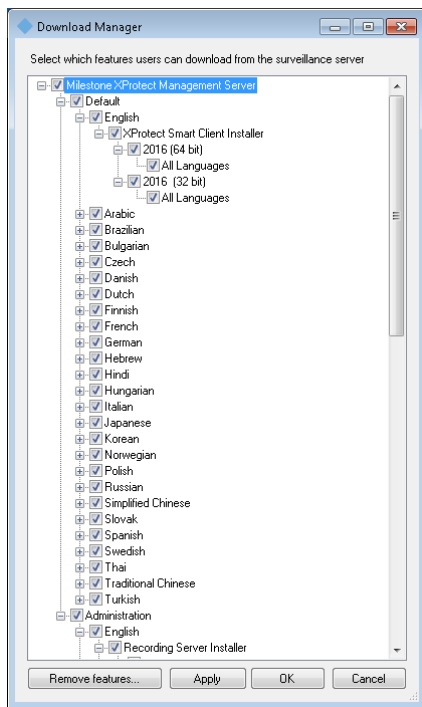 Download Manager
Select which features users can download from the surveillance server
Milestone XProtect Management Server
Default
English
XProtect Smart Client Installer
2016 (64 bit)
All Languages
2016 (32 bit)
All Languages
Arabic
Brazilian
Bulgarian
Czech
Danish
Dutch
Finnish
French
German
Hebrew
Hindi
Hungarian
Italian
Japanese
Korean
Norwegian
Polish
Russian
Simplified Chinese
Slovak
Spanish
Swedish
Thai
Traditional Chinese
Turkish
Administration
English
Recording Server Installer
Remove features... Apply OK Cancel